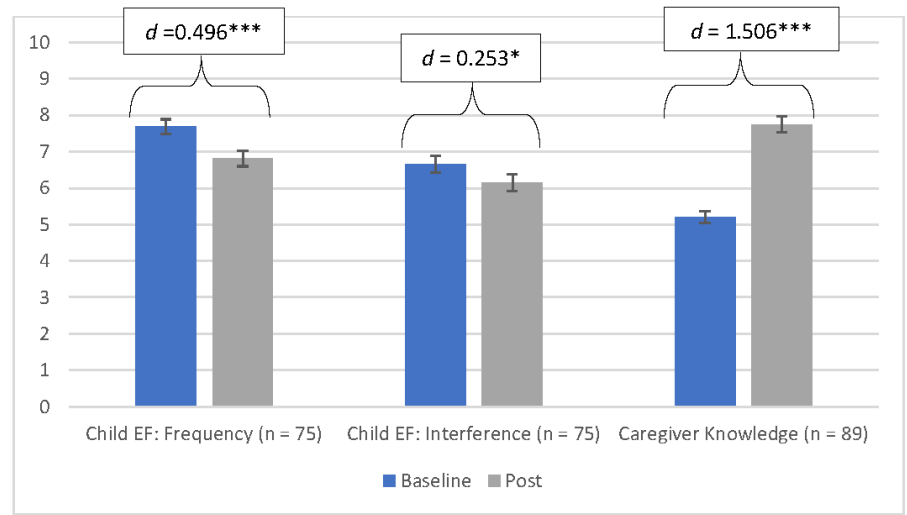 d =0.496***
d = 0.253*
d = 1.506***
10
9
8
7
6
5
4
3
2
1
0
Child EF: Frequency (n = 75)
Child EF: Interference (n = 75)
Caregiver Knowledge (n = 89)
Baseline
Post